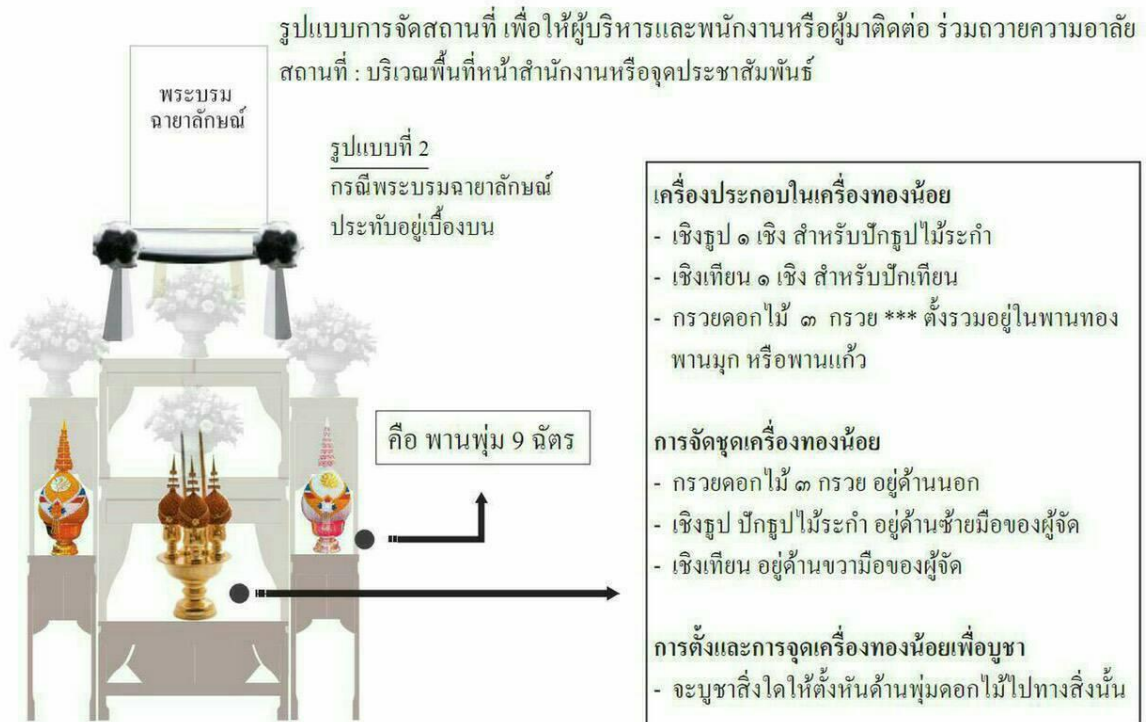 รูปแบบการจัดสถานที่ เพื่อให้ผู้บริหารและพนักงานหรือผู้มาติดต่อ ร่วมถวายความอาลัย
สถานที่ : บริเวณพื้นที่หน้าสำนักงานหรือจุดประชาสัมพันธ์
พระบรม
ฉายาลักษณ์
รูปแบบที่ 2
กรณีพระบรมฉายาลักษณ์
ประทับอยู่เบื้องบน
คือ พานพุ่ม 9 ฉัตร
เครื่องประกอบในเครื่องทองน้อย
- เชิงธูป ๑ เชิง สำหรับปักธูปไม้ระกำ
- เชิงเทียน ๑ เชิง สำหรับปักเทียน
- กรวยดอกไม้ ๓ กรวย *** ตั้งรวมอยู่ในพานทอง
พานมุก หรือพานแก้ว
การจัดชุดเครื่องทองน้อย
- กรวยดอกไม้ ๓ กรวย อยู่ด้านนอก
- เชิงธูป ปักธูปไม้ระกำ อยู่ด้านซ้ายมือของผู้จัด
- เชิงเทียน อยู่ด้านขวามือของผู้จัด
การตั้งและการจุดเครื่องทองน้อยเพื่อบูชา
- จะบูชาสิ่งใดให้ตั้งหันด้านพุ่มดอกไม้ไปทางสิ่งนั้น